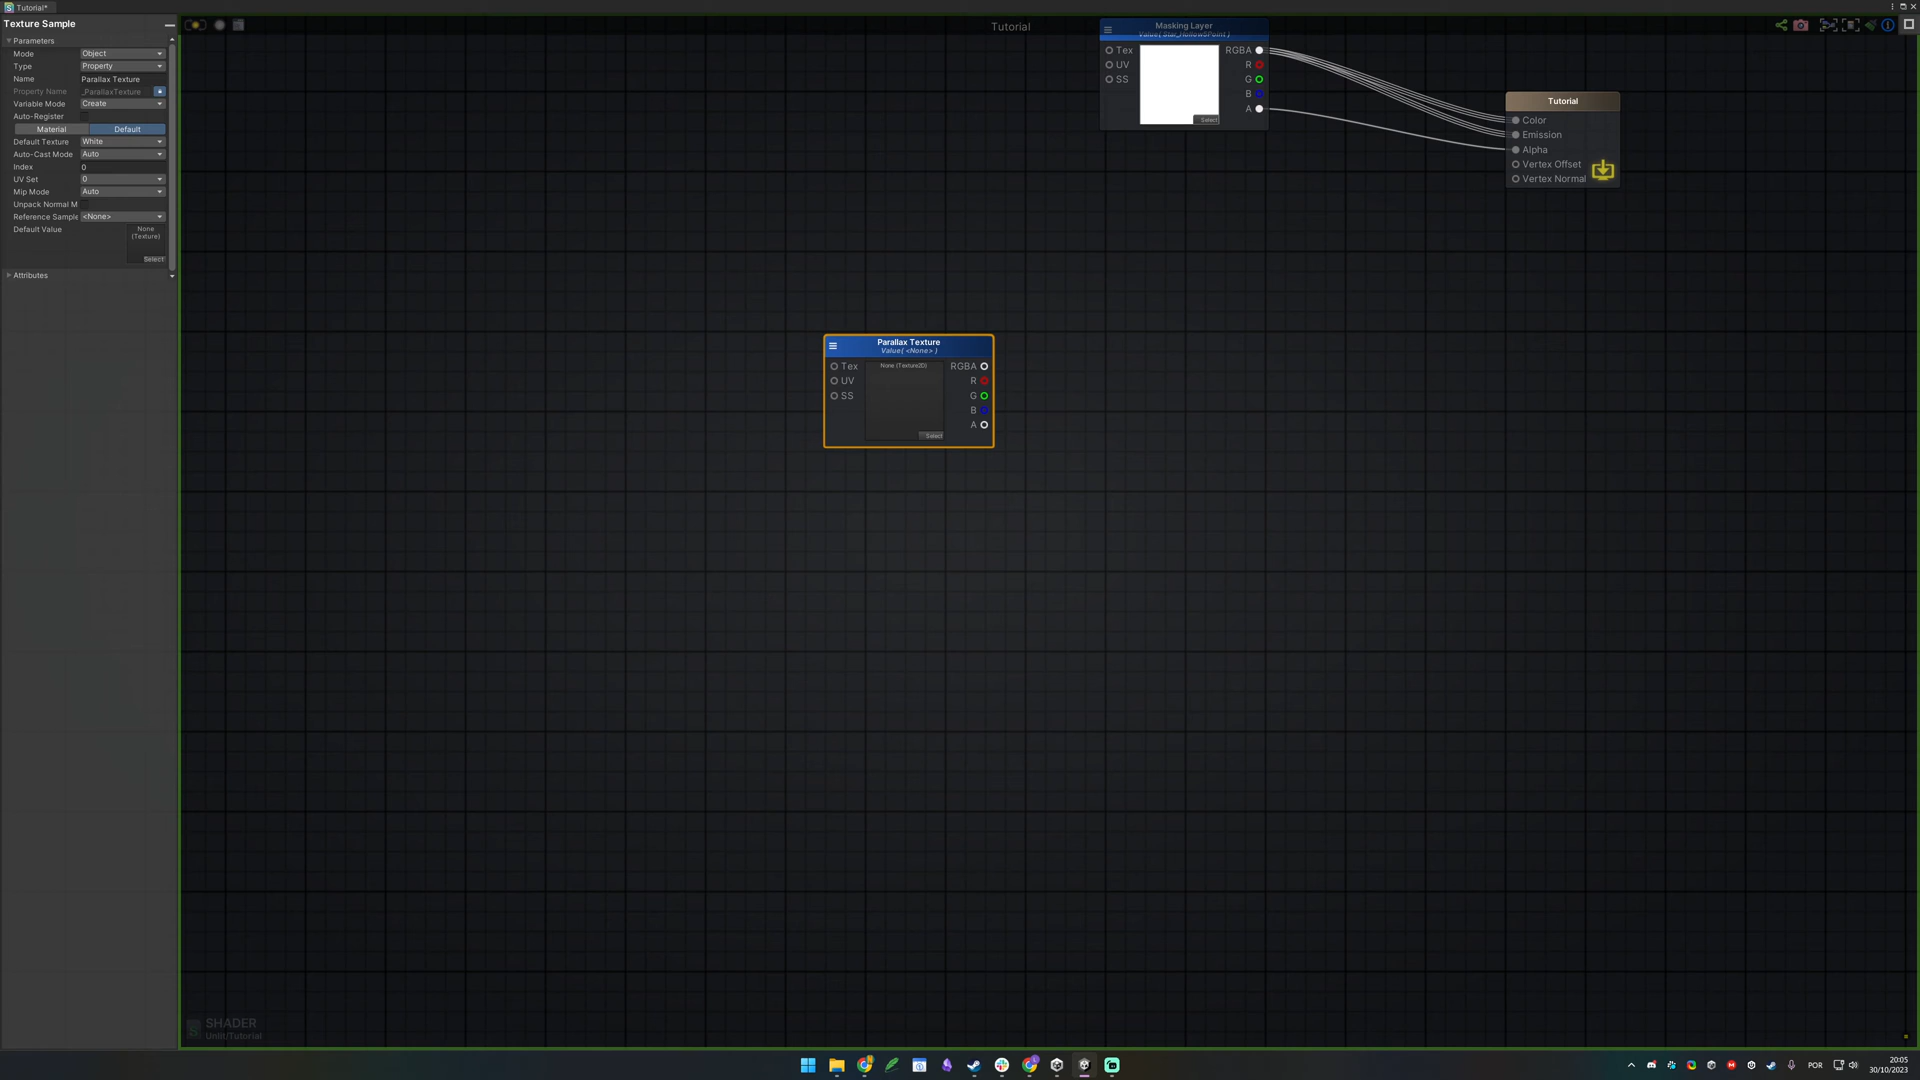 Tutorial*
Texture Sample
Parameters
Mode Object
Type Property
Name Parallax Texture
Property Name _ParallaxTexture
Variable Mode Create
Auto-Register
Material Default
Default Texture White
Auto-Cast Mode Auto
Index 0
UV Set 0
Mip Mode Auto
Unpack Normal M
Reference Sample <None>
Default Value None
(Texture)
Select
Attributes
Tutorial
Masking Layer
Value( Star_Hollow5Point )
Tex RGBA
UV R
SS G
B
A
Select
Tutorial
Color
Emission
Alpha
Vertex Offset
Vertex Normal
Parallax Texture
Value( <None> )
Tex None (Texture2D) RGBA
UV R
SS G
B
A
Select
SHADER
Unlit/Tutorial
POR
20:05
30/10/2023